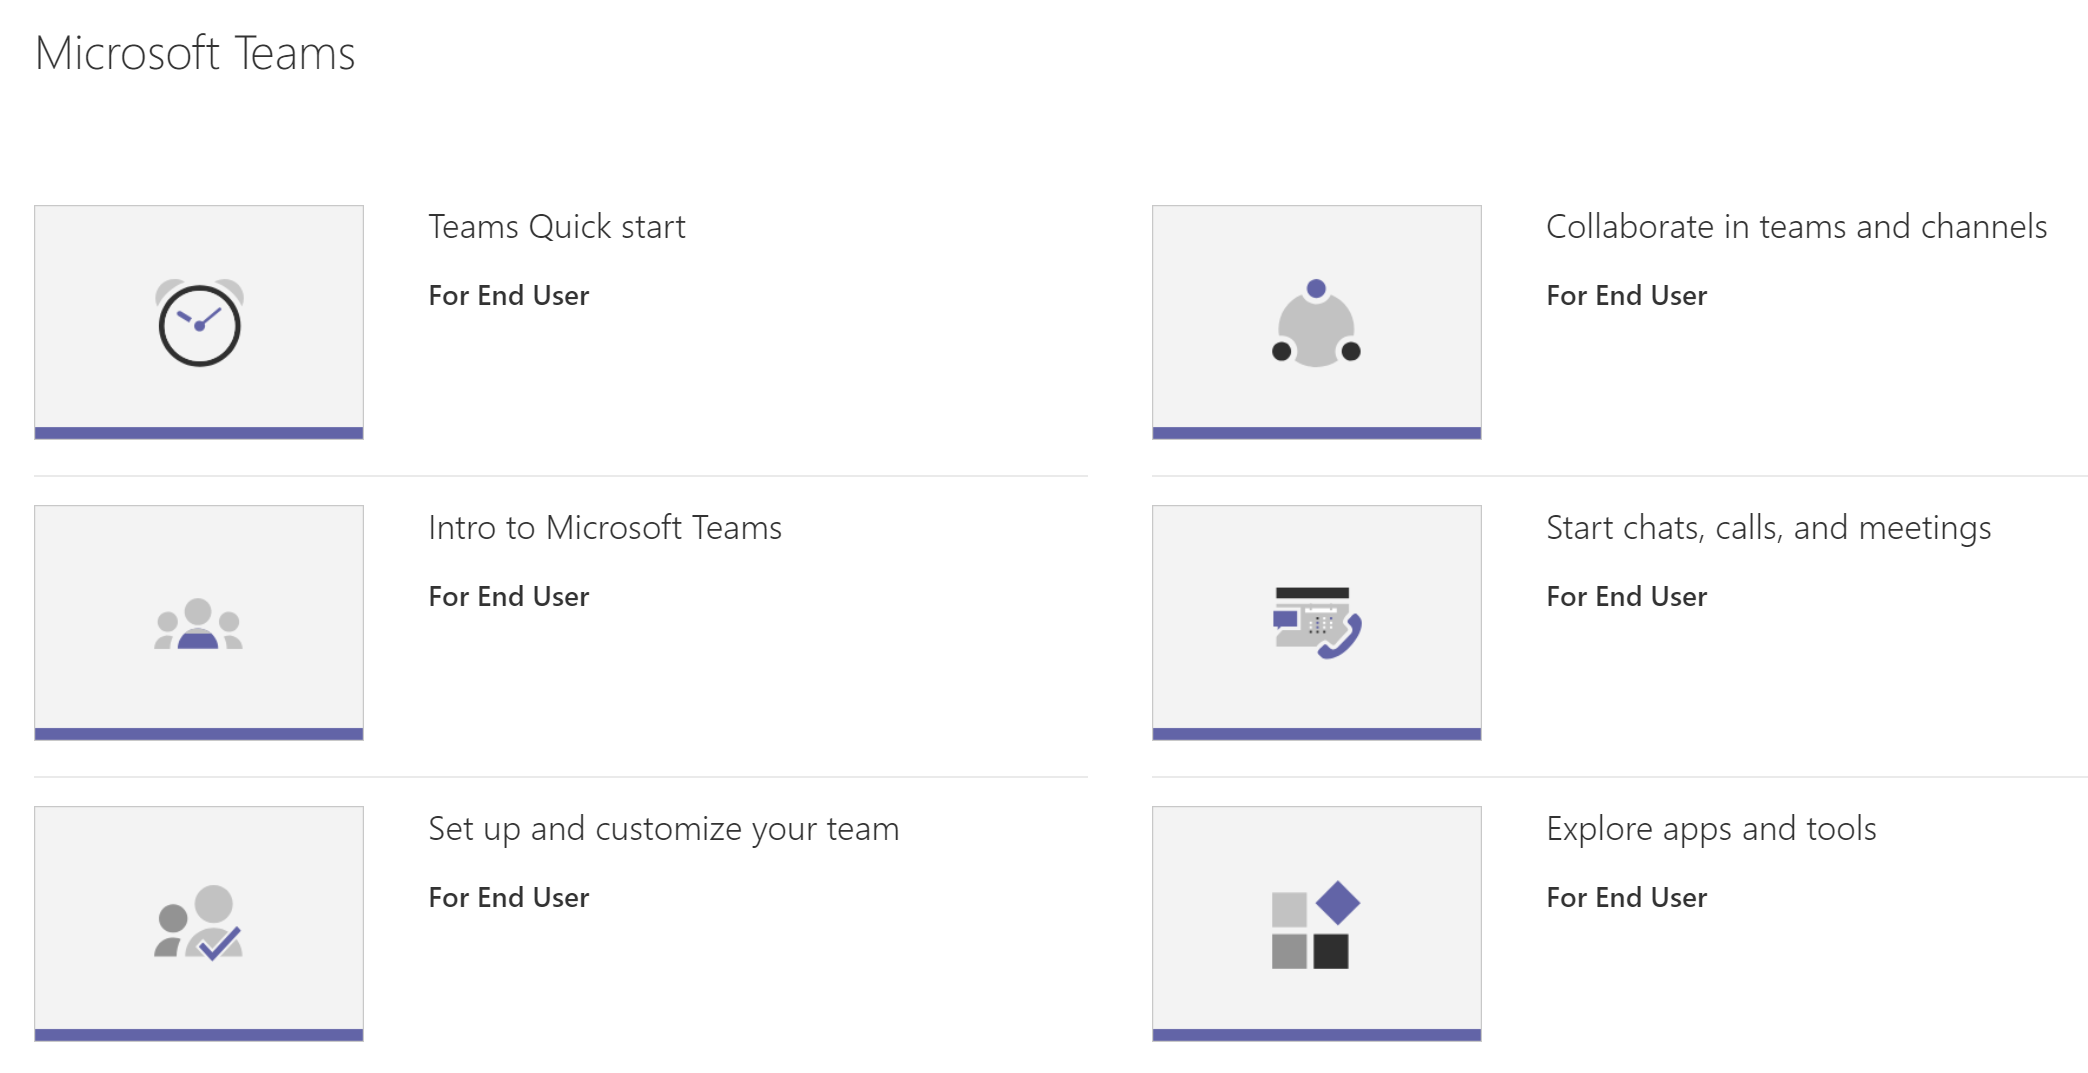 Microsoft Teams
Teams Quick start
For End User
Collaborate in teams and channels
For End User
Intro to Microsoft Teams
For End User
Start chats, calls, and meetings
For End User
Set up and customize your team
For End User
Explore apps and tools
For End User